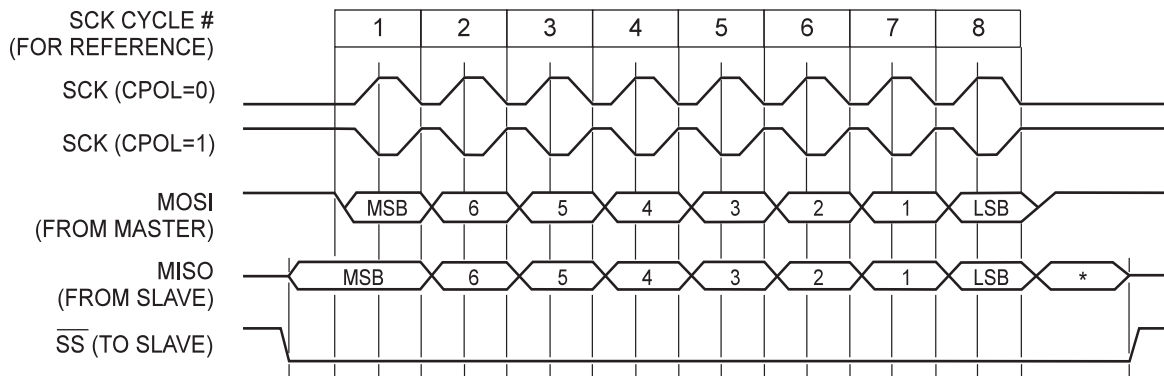 SCK CYCLE #
(FOR REFERENCE)
1 2 3 4 5 6 7 8
SCK (CPOL=0)
SCK (CPOL=1)
MOSI
(FROM MASTER)
MSB 6 5 4 3 2 1 LSB
MISO
(FROM SLAVE)
MSB 6 5 4 3 2 1 LSB *
SS (TO SLAVE)